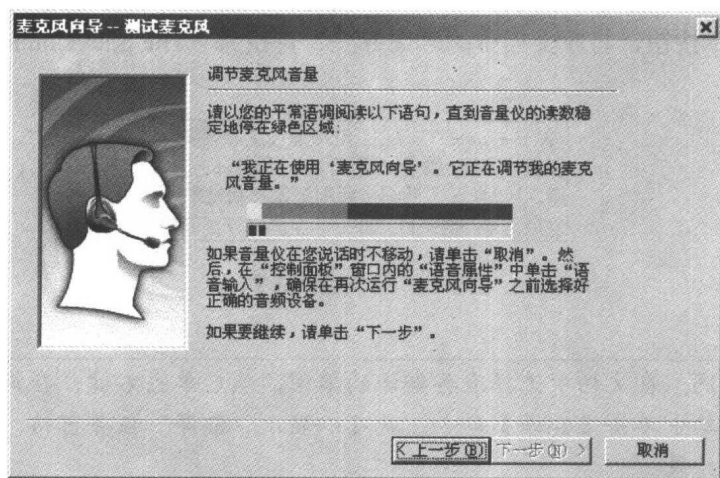 麦克风向导 -- 测试麦克风
调节麦克风音量
请以您的平常语调阅读以下语句，直到音量仪的读数稳
定地停在绿色区域：
“我正在使用‘麦克风向导’。它正在调节我的麦克
风音量。”
如果音量仪在您说话时不移动，请单击“取消”。然
后，在“控制面板”窗口内的“语音属性”中单击“语
音输入”，确保在再次运行“麦克风向导”之前选择好
正确的音频设备。
如果要继续，请单击“下一步”。
< 上一步(B) 下一步(N) > 取消